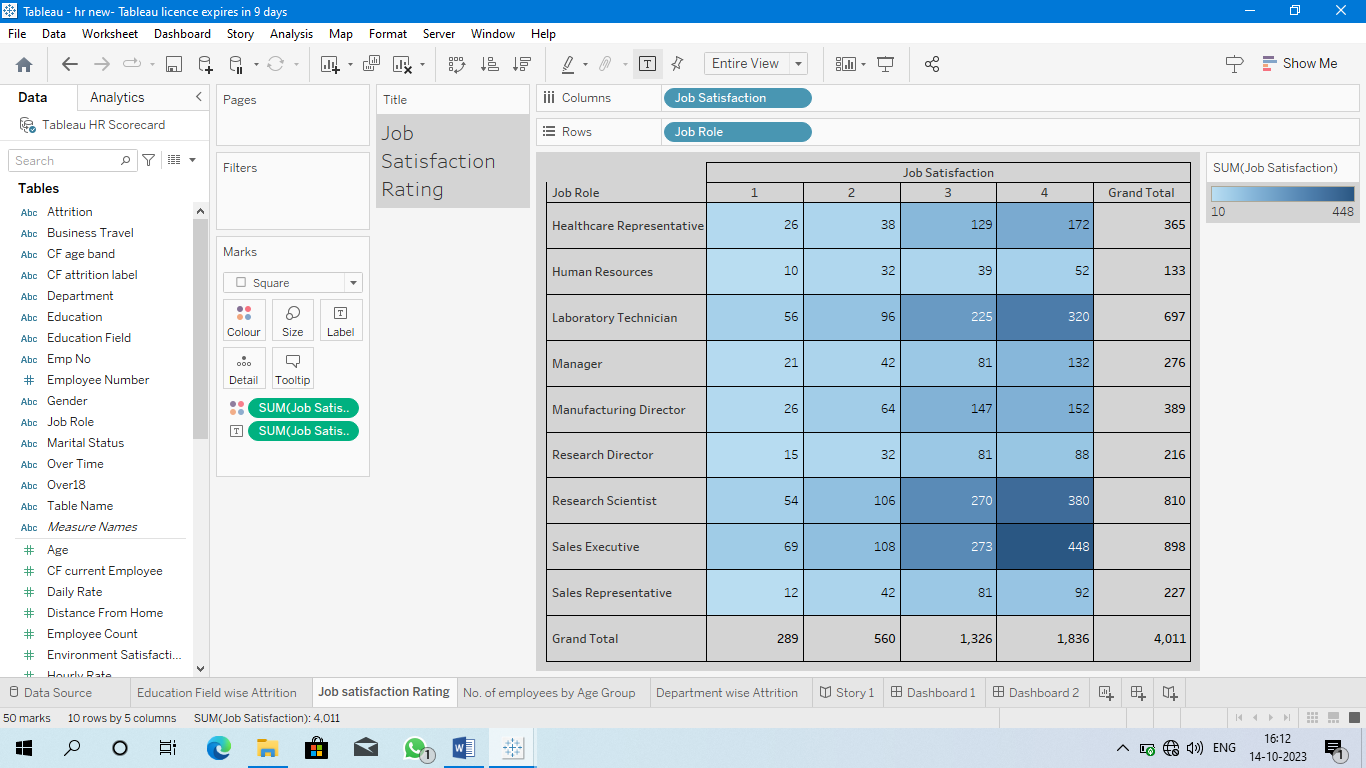 Tableau - hr new- Tableau licence expires in 9 days
File Data Worksheet Dashboard Story Analysis Map Format Server Window Help
Entire View Show Me
Data Analytics
Tableau HR Scorecard
Search
Tables
Abc Attrition
Abc Business Travel
Abc CF age band
Abc CF attrition label
Abc Department
Abc Education
Abc Education Field
Abc Emp No
# Employee Number
Abc Gender
Abc Job Role
Abc Marital Status
Abc Over Time
Abc Over18
Abc Table Name
Abc Measure Names
# Age
# CF current Employee
# Daily Rate
# Distance From Home
# Employee Count
# Environment Satisfacti...
# Hourly Rate
Pages
Filters
Marks
Square
Colour Size Label
Detail Tooltip
SUM(Job Satis..
T SUM(Job Satis..
Title
Job
Satisfaction
Rating
Columns Job Satisfaction
Rows Job Role
Job Satisfaction
Job Role 1 2 3 4 Grand Total
Healthcare Representative 26 38 129 172 365
Human Resources 10 32 39 52 133
Laboratory Technician 56 96 225 320 697
Manager 21 42 81 132 276
Manufacturing Director 26 64 147 152 389
Research Director 15 32 81 88 216
Research Scientist 54 106 270 380 810
Sales Executive 69 108 273 448 898
Sales Representative 12 42 81 92 227
Grand Total 289 560 1,326 1,836 4,011
SUM(Job Satisfaction)
10 448
Data Source Education Field wise Attrition Job satisfaction Rating No. of employees by Age Group Department wise Attrition Story 1 Dashboard 1 Dashboard 2
50 marks 10 rows by 5 columns SUM(Job Satisfaction): 4,011
1 W ENG 16:12 1
14-10-2023